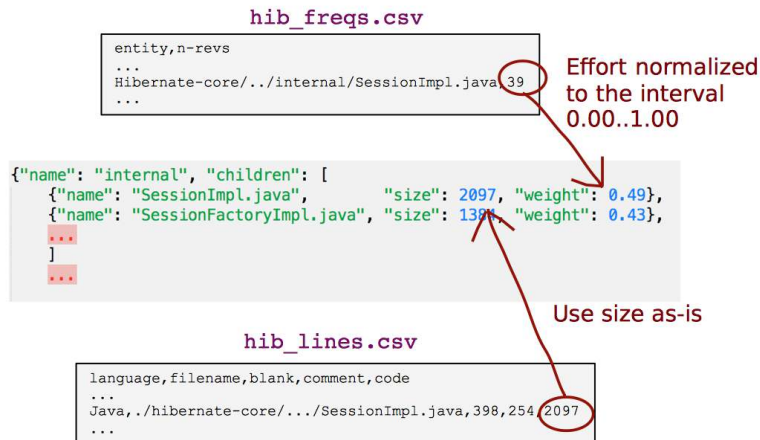 hib_freqs.csv
entity,n-revs
...
Hibernate-core/../internal/SessionImpl.java,39
...
Effort normalized
to the interval
0.00..1.00
{"name": "internal", "children": [
{"name": "SessionImpl.java", "size": 2097, "weight": 0.49},
{"name": "SessionFactoryImpl.java", "size": 1384, "weight": 0.43},
...
]
...
Use size as-is
hib_lines.csv
language,filename,blank,comment,code
...
Java,./hibernate-core/.../SessionImpl.java,398,254,2097
...